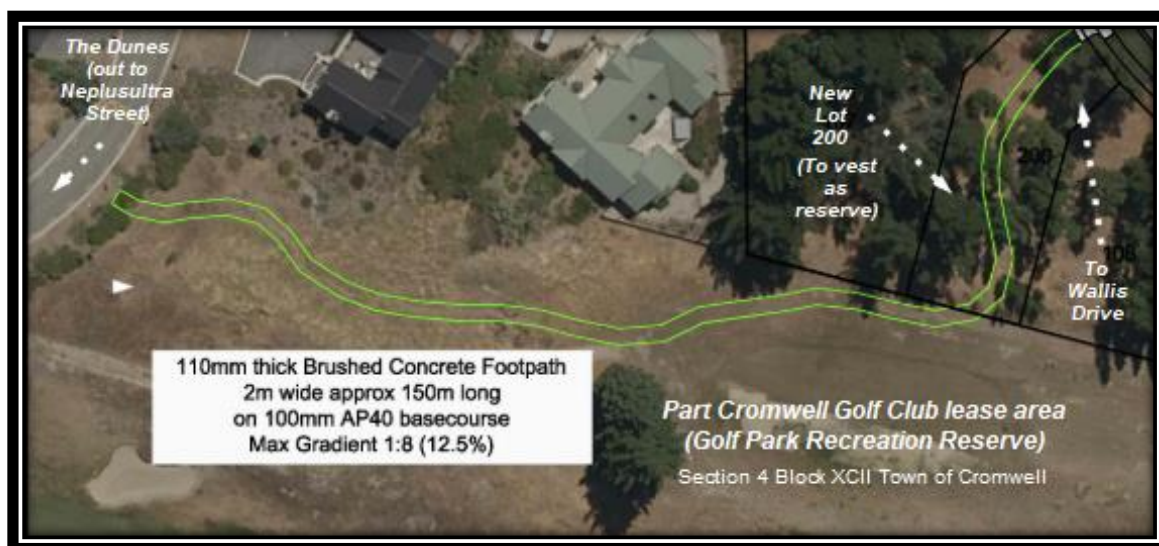 The Dunes
(out to
Neplusultra
Street)
New
Lot
200
(To vest
as
reserve)
200
108
To
Wallis
Drive
110mm thick Brushed Concrete Footpath
2m wide approx 150m long
on 100mm AP40 basecourse
Max Gradient 1:8 (12.5%)
Part Cromwell Golf Club lease area
(Golf Park Recreation Reserve)
Section 4 Block XCII Town of Cromwell